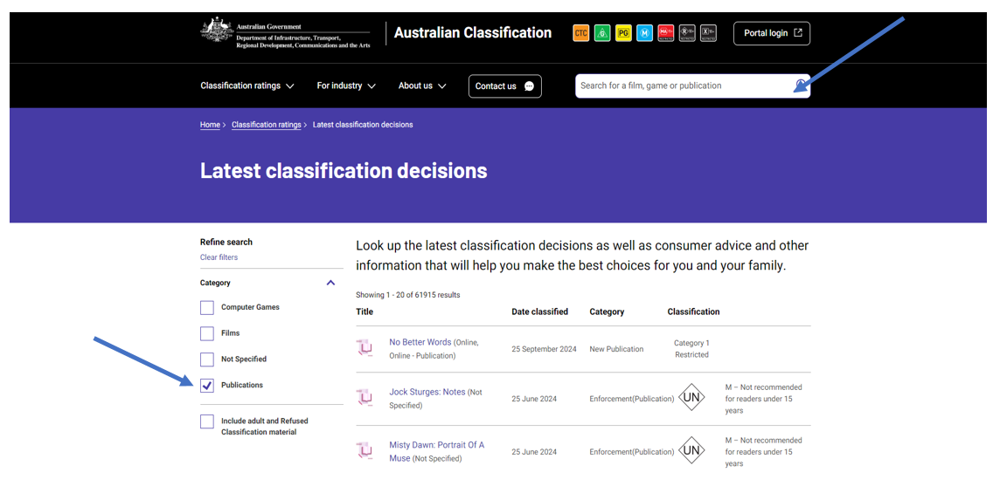 Australian Government
Department of Infrastructure, Transport,
Regional Development, Communications and the Arts
Australian Classification
CTC
G
PG
M
MA 15+
R 18+
X 18+
Portal login
Classification ratings
For industry
About us
Contact us
Search for a film, game or publication
Home > Classification ratings > Latest classification decisions
Latest classification decisions
Refine search
Clear filters
Category
Computer Games
Films
Not Specified
Publications
Include adult and Refused
Classification material
Look up the latest classification decisions as well as consumer advice and other
information that will help you make the best choices for you and your family.
Showing 1 - 20 of 61915 results
Title Date classified Category Classification
No Better Words (Online,
Online - Publication)
25 September 2024
New Publication
Category 1
Restricted
Jock Sturges: Notes (Not
Specified)
25 June 2024
Enforcement(Publication)
UN
M – Not recommended
for readers under 15
years
Misty Dawn: Portrait Of A
Muse (Not Specified)
25 June 2024
Enforcement(Publication)
UN
M – Not recommended
for readers under 15
years